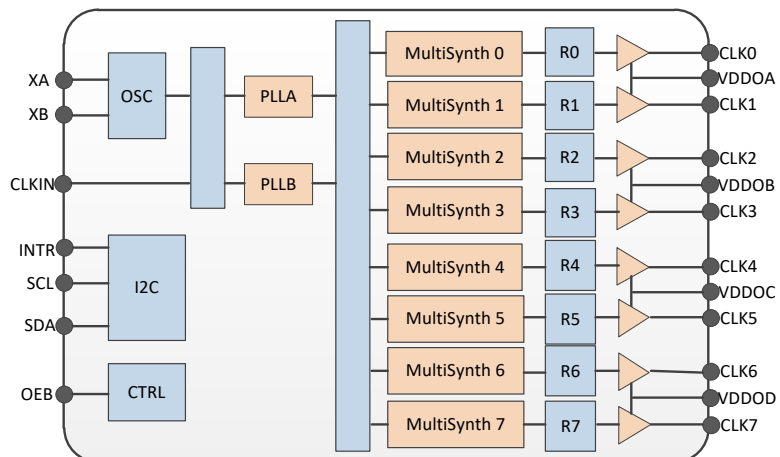 MultiSynth 0 R0 CLK0
XA OSC PLLA VDDOA
MultiSynth 1 R1 CLK1
XB
MultiSynth 2 R2 CLK2
CLKIN PLLB VDDOB
MultiSynth 3 R3 CLK3
INTR
MultiSynth 4 R4 CLK4
SCL I2C VDDOC
MultiSynth 5 R5 CLK5
SDA
MultiSynth 6 R6 CLK6
OEB CTRL VDDOD
MultiSynth 7 R7 CLK7